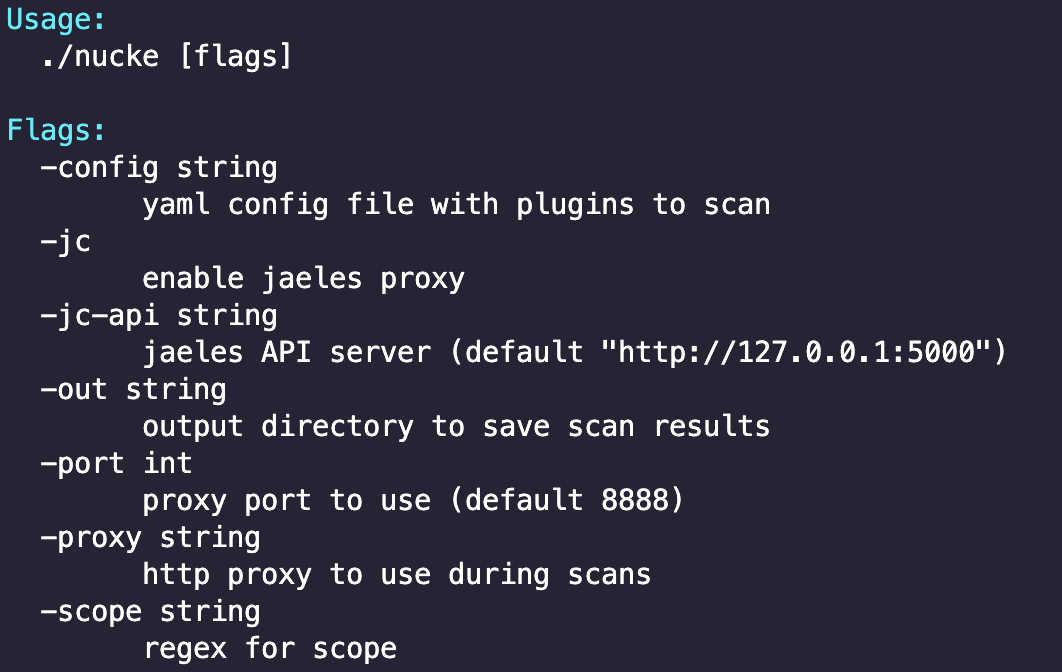 Usage:
  ./nucke [flags]

Flags:
  -config string
        yaml config file with plugins to scan
  -jc
        enable jaeles proxy
  -jc-api string
        jaeles API server (default "http://127.0.0.1:5000")
  -out string
        output directory to save scan results
  -port int
        proxy port to use (default 8888)
  -proxy string
        http proxy to use during scans
  -scope string
        regex for scope